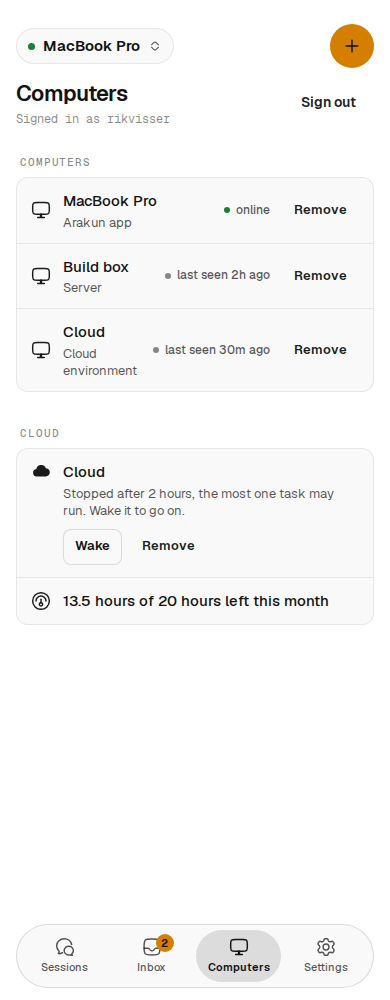 MacBook Pro
Computers
Sign out
Signed in as rikvisser
COMPUTERS
MacBook Pro
Arakun app
online
Remove
Build box
Server
last seen 2h ago
Remove
Cloud
Cloud
environment
last seen 30m ago
Remove
CLOUD
Cloud
Stopped after 2 hours, the most one task may
run. Wake it to go on.
Wake
Remove
13.5 hours of 20 hours left this month
2
Sessions
Inbox
Computers
Settings